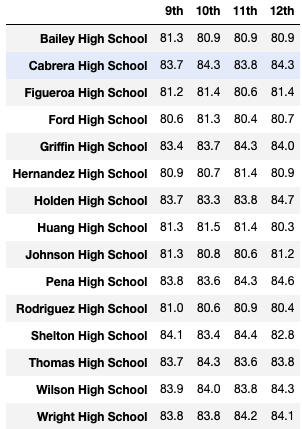 9th 10th 11th 12th
Bailey High School 81.3 80.9 80.9 80.9
Cabrera High School 83.7 84.3 83.8 84.3
Figueroa High School 81.2 81.4 80.6 81.4
Ford High School 80.6 81.3 80.4 80.7
Griffin High School 83.4 83.7 84.3 84.0
Hernandez High School 80.9 80.7 81.4 80.9
Holden High School 83.7 83.3 83.8 84.7
Huang High School 81.3 81.5 81.4 80.3
Johnson High School 81.3 80.8 80.6 81.2
Pena High School 83.8 83.6 84.3 84.6
Rodriguez High School 81.0 80.6 80.9 80.4
Shelton High School 84.1 83.4 84.4 82.8
Thomas High School 83.7 84.3 83.6 83.8
Wilson High School 83.9 84.0 83.8 84.3
Wright High School 83.8 83.8 84.2 84.1